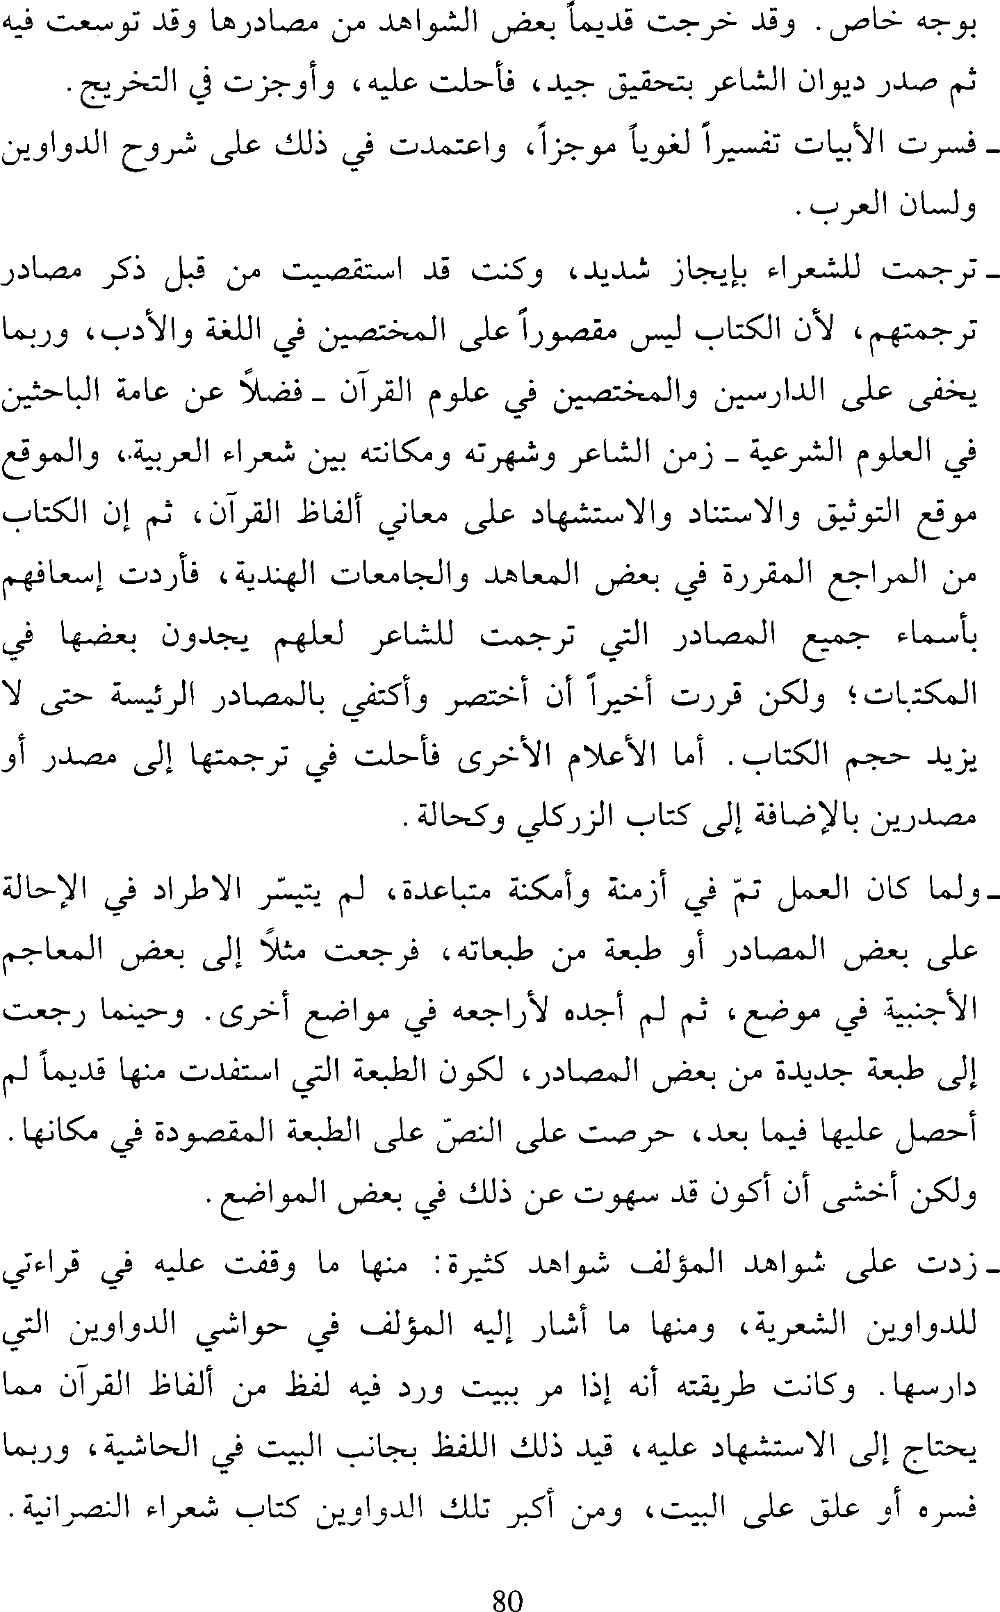 بوجه خاص. وقد خرجت قديماً بعض الشواهد من مصادرها وقد توسعت فيه
ثم صدر ديوان الشاعر بتحقيق جيد، فأحلت عليه، وأوجزت في التخريج.
ـ فسرت الأبيات تفسيراً لغوياً موجزاً، واعتمدت في ذلك على شروح الدواوين
ولسان العرب.
ـ ترجمت للشعراء بإيجاز شديد، وكنت قد استقصيت من قبل ذكر مصادر
ترجمتهم، لأن الكتاب ليس مقصوراً على المختصين في اللغة والأدب، وربما
يخفى على الدارسين والمختصين في علوم القرآن ـ فضلاً عن عامة الباحثين
في العلوم الشرعية ـ زمن الشاعر وشهرته ومكانته بين شعراء العربية، والموقع
موقع التوثيق والاستناد والاستشهاد على معاني ألفاظ القرآن، ثم إن الكتاب
من المراجع المقررة في بعض المعاهد والجامعات الهندية، فأردت إسعافهم
بأسماء جميع المصادر التي ترجمت للشاعر لعلهم يجدون بعضها في
المكتبات؛ ولكن قررت أخيراً أن أختصر وأكتفي بالمصادر الرئيسة حتى لا
يزيد حجم الكتاب. أما الأعلام الأخرى فأحلت في ترجمتها إلى مصدر أو
مصدرين بالإضافة إلى كتاب الزركلي وكحالة.
ـ ولما كان العمل تمّ في أزمنة وأمكنة متباعدة، لم يتيسّر الاطراد في الإحالة
على بعض المصادر أو طبعة من طبعاته، فرجعت مثلاً إلى بعض المعاجم
الأجنبية في موضع، ثم لم أجده لأراجعه في مواضع أخرى. وحينما رجعت
إلى طبعة جديدة من بعض المصادر، لكون الطبعة التي استفدت منها قديماً لم
أحصل عليها فيما بعد، حرصت على النصّ على الطبعة المقصودة في مكانها.
ولكن أخشى أن أكون قد سهوت عن ذلك في بعض المواضع.
ـ زدت على شواهد المؤلف شواهد كثيرة: منها ما وقفت عليه في قراءتي
للدواوين الشعرية، ومنها ما أشار إليه المؤلف في حواشي الدواوين التي
دارسها. وكانت طريقته أنه إذا مر ببيت ورد فيه لفظ من ألفاظ القرآن مما
يحتاج إلى الاستشهاد عليه، قيد ذلك اللفظ بجانب البيت في الحاشية، وربما
فسره أو علق على البيت، ومن أكبر تلك الدواوين كتاب شعراء النصرانية.
80